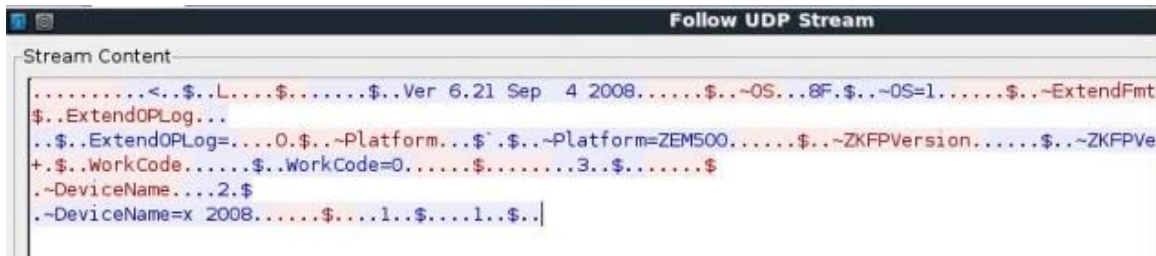 Follow UDP Stream
Stream Content
..........<..$..L....$.......$..Ver 6.21 Sep  4 2008......$..~OS...8F.$..~OS=1......$..~ExtendFmt
$..ExtendOPLog...
..$..ExtendOPLog=....O.$..~Platform...$`.$..~Platform=ZEM500......$..~ZKFPVersion......$..~ZKFPVe
+.$..WorkCode......$..WorkCode=0......$........3..$.......$
.~DeviceName....2.$
.~DeviceName=x 2008......$....1..$....1..$..